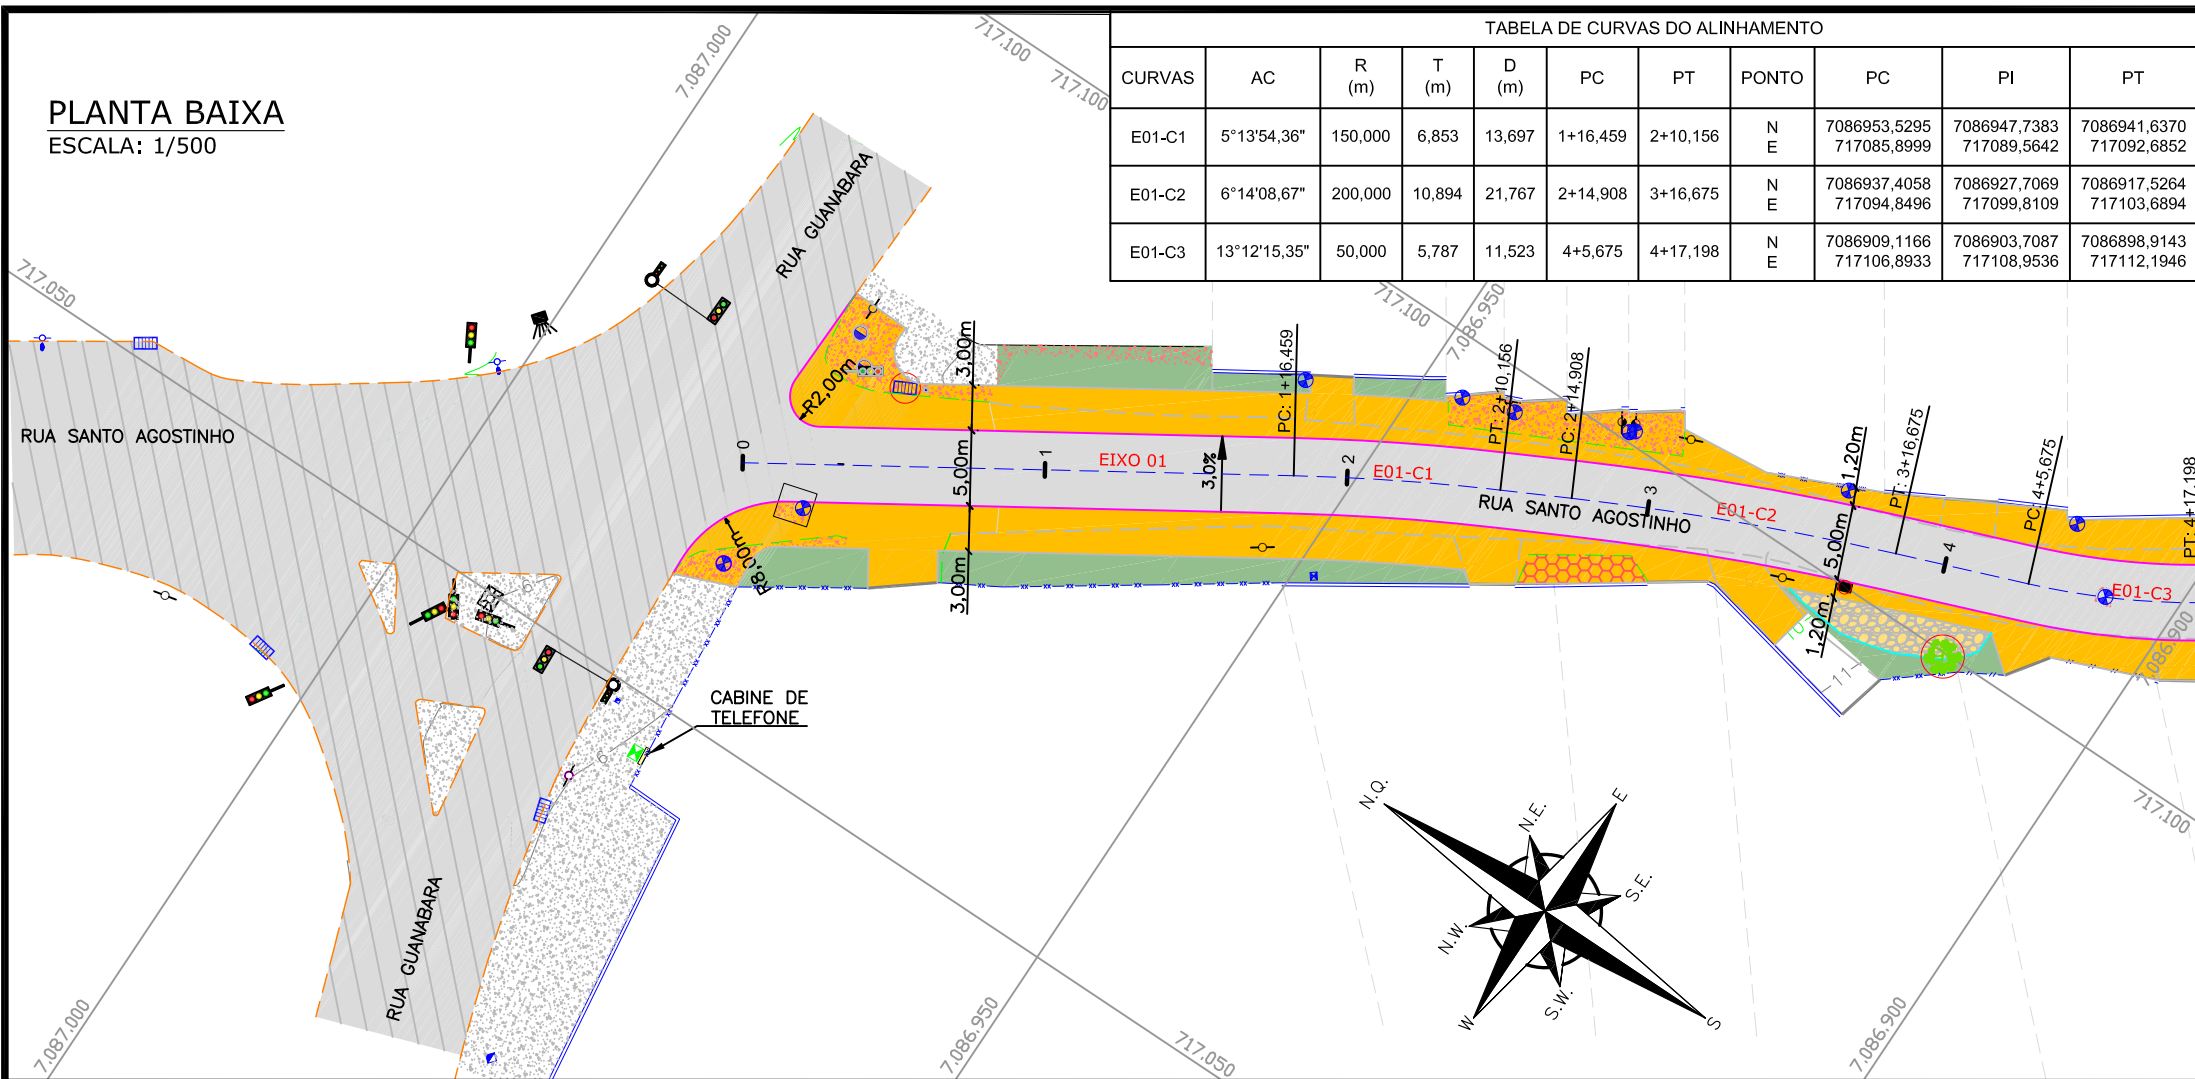 PLANTA BAIXA
ESCALA: 1/500
TABELA DE CURVAS DO ALINHAMENTO
CURVAS AC R (m) T (m) D (m) PC PT PONTO PC PI PT
E01-C1 5°13'54,36" 150,000 6,853 13,697 1+16,459 2+10,156 N 7086953,5295 7086947,7383 7086941,6370
E 717085,8999 717089,5642 717092,6852
E01-C2 6°14'08,67" 200,000 10,894 21,767 2+14,908 3+16,675 N 7086937,4058 7086927,7069 7086917,5264
E 717094,8496 717099,8109 717103,6894
E01-C3 13°12'15,35" 50,000 5,787 11,523 4+5,675 4+17,198 N 7086909,1166 7086903,7087 7086898,9143
E 717106,8933 717108,9536 717112,1946
7.087.000
717.100
717.100
717.050
RUA GUANABARA
717.100
7.086.950
RUA SANTO AGOSTINHO
R2,00m
3,00m
5,00m
3,00m
R8,00m
0
1
EIXO 01
3,0%
PC: 1+16,459
2
E01-C1
PT: 2+10,156
PC: 2+14,908
RUA SANTO AGOSTINHO
3
E01-C2
1,20m
5,00m
1,20m
PT: 3+16,675
4
PC: 4+5,675
E01-C3
PT: 4+17,198
6
6
11
CABINE DE
TELEFONE
RUA GUANABARA
7.087.000
7.086.950
717.050
7.086.900
7.086.900
717.100
N.Q.
N.E.
E
S.E.
S
S.W.
W
N.W.